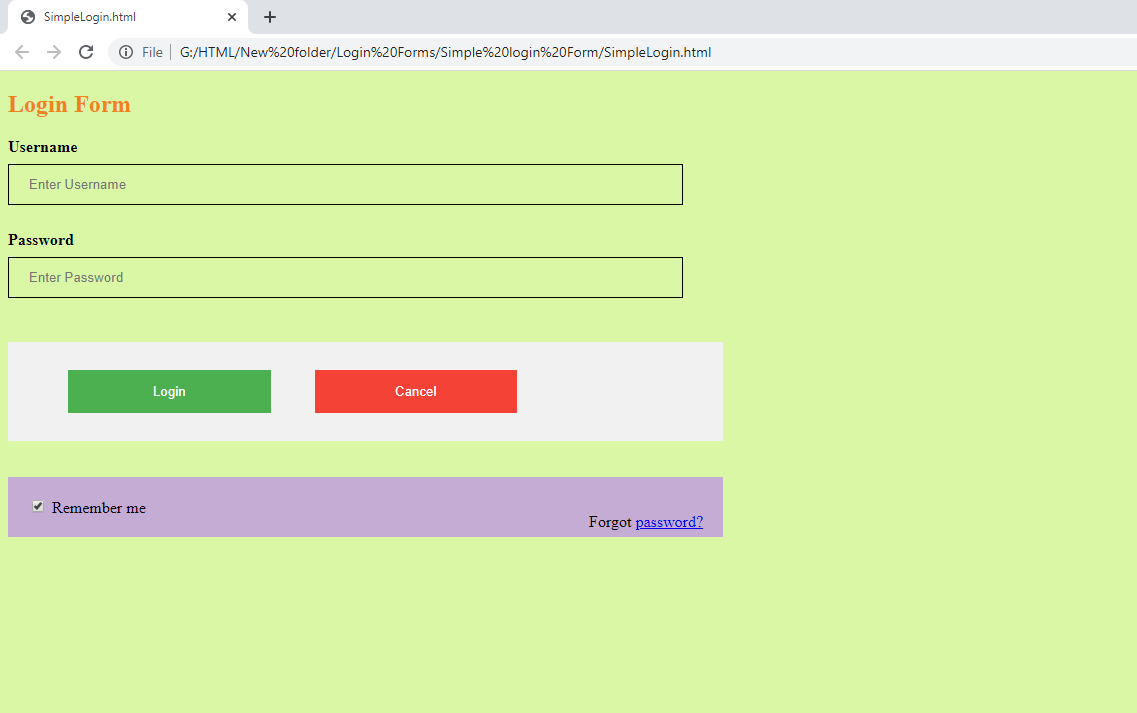 SimpleLogin.html
File G:/HTML/New%20folder/Login%20Forms/Simple%20login%20Form/SimpleLogin.html
Login Form
Username
Enter Username
Password
Enter Password
Login Cancel
Remember me
Forgot password?